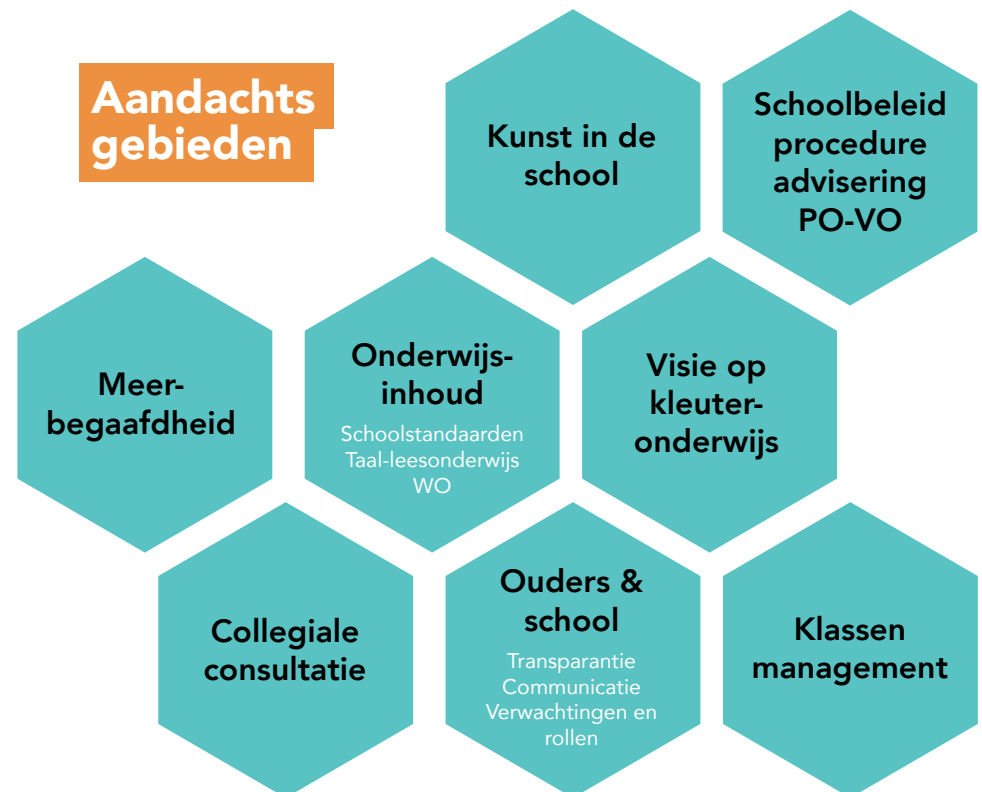 Aandachts
gebieden
Kunst in de
school
Schoolbeleid
procedure
advisering
PO-VO
Meer-
begaafdheid
Onderwijs-
inhoud
Schoolstandaarden
Taal-leesonderwijs
WO
Visie op
kleuter-
onderwijs
Collegiale
consultatie
Ouders &
school
Transparantie
Communicatie
Verwachtingen en
rollen
Klassen
management